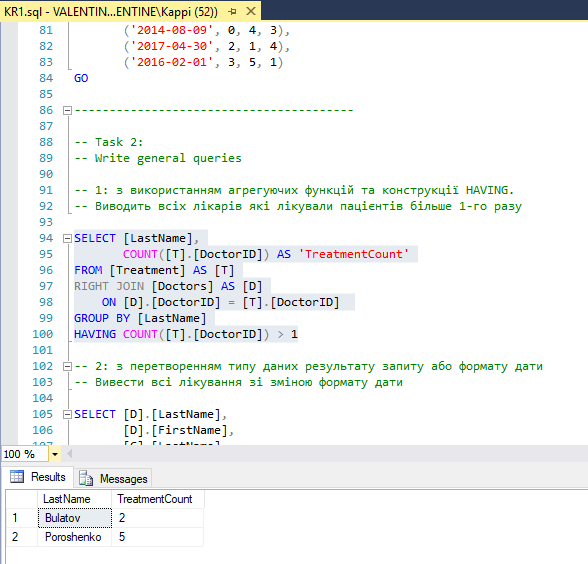 KR1.sql - VALENTIN...ENTINE\Kappi (52))
81 ('2014-08-09', 0, 4, 3),
82 ('2017-04-30', 2, 1, 4),
83 ('2016-02-01', 3, 5, 1)
84 GO
85
86 ---------------------------------------
87
88 -- Task 2:
89 -- Write general queries
90
91 -- 1: з використанням агрегуючих функцій та конструкції HAVING.
92 -- Виводить всіх лікарів які лікували пацієнтів більше 1-го разу
93
94 SELECT [LastName],
95 COUNT([T].[DoctorID]) AS 'TreatmentCount'
96 FROM [Treatment] AS [T]
97 RIGHT JOIN [Doctors] AS [D]
98 ON [D].[DoctorID] = [T].[DoctorID]
99 GROUP BY [LastName]
100 HAVING COUNT([T].[DoctorID]) > 1
101
102 -- 2: з перетворенням типу даних результату запиту або формату дати
103 -- Вивести всі лікування зі зміною формату дати
104
105 SELECT [D].[LastName],
106 [D].[FirstName],
100 %
Results Messages
LastName TreatmentCount
1 Bulatov 2
2 Poroshenko 5